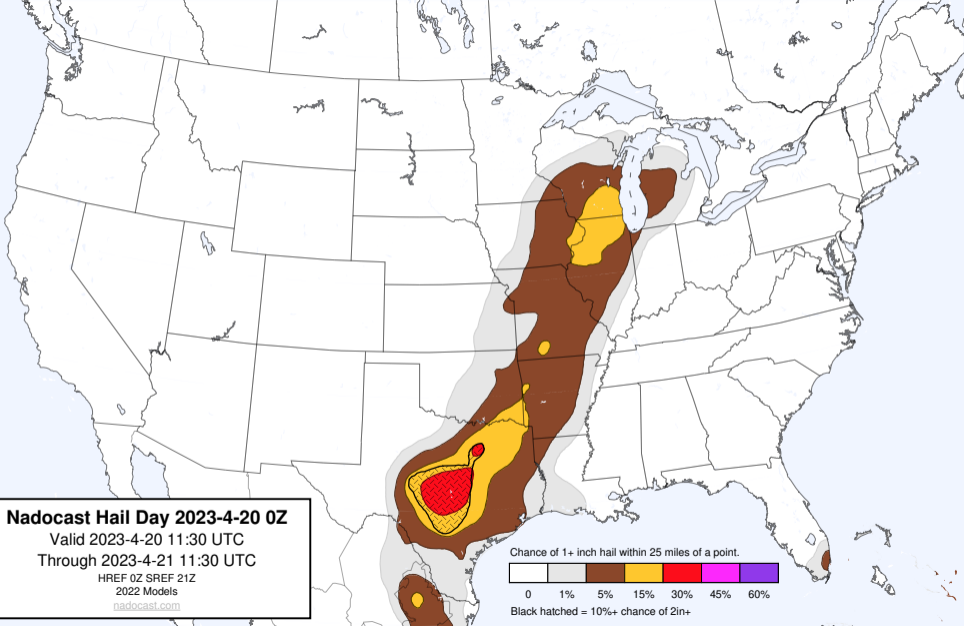 Nadocast Hail Day 2023-4-20 0Z
Valid 2023-4-20 11:30 UTC
Through 2023-4-21 11:30 UTC
HREF 0Z SREF 21Z
2022 Models
nadocast.com
Chance of 1+ inch hail within 25 miles of a point.
0 1% 5% 15% 30% 45% 60%
Black hatched = 10%+ chance of 2in+